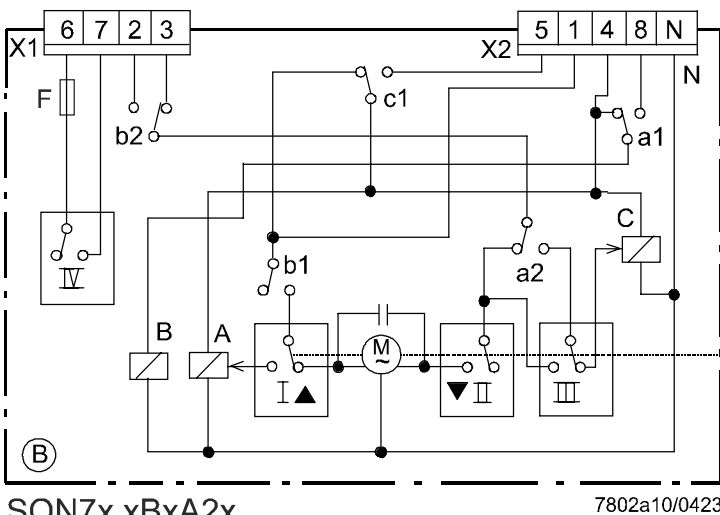 6 7 2 3
5 1 4 8 N
X1
X2
N
F
c1
b2
a1
C
b1
a2
IV
B
A
M
~
I ▲
▼ II
III
B
SQN7x.xBxA2x
7802a10/0423